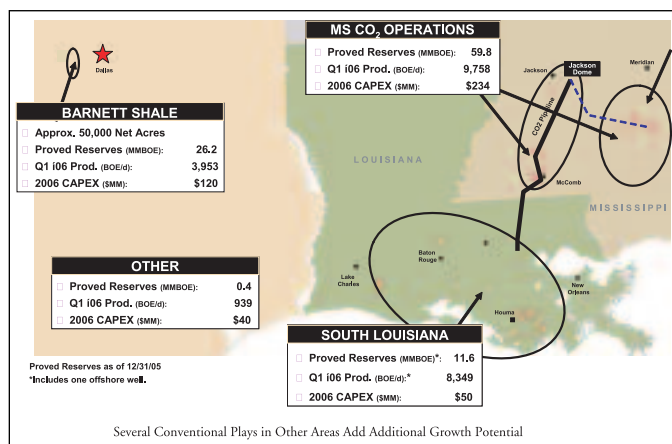 MS CO2 OPERATIONS
Proved Reserves (MMBOE): 59.8
Q1 i06 Prod. (BOE/d): 9,758
2006 CAPEX ($MM): $234
Dallas
Jackson
Jackson Dome
Meridian
CO2 Pipeline
BARNETT SHALE
Approx. 50,000 Net Acres
Proved Reserves (MMBOE): 26.2
Q1 i06 Prod. (BOE/d): 3,953
2006 CAPEX ($MM): $120
LOUISIANA
McComb
MISSISSIPPI
OTHER
Proved Reserves (MMBOE): 0.4
Q1 i06 Prod. (BOE/d): 939
2006 CAPEX ($MM): $40
Lake Charles
Baton Rouge
New Orleans
Houma
SOUTH LOUISIANA
Proved Reserves (MMBOE)*: 11.6
Q1 i06 Prod. (BOE/d):* 8,349
2006 CAPEX ($MM): $50
Proved Reserves as of 12/31/05
*Includes one offshore well.
Several Conventional Plays in Other Areas Add Additional Growth Potential